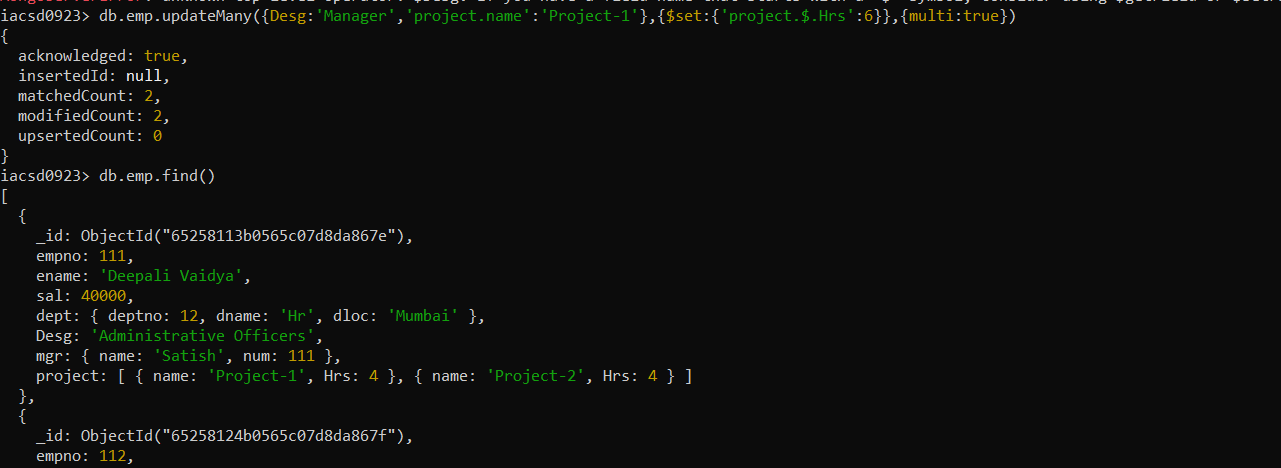 iacsd0923> db.emp.updateMany({Desg:'Manager','project.name':'Project-1'},{$set:{'project.$.Hrs':6}},{multi:true})
{
  acknowledged: true,
  insertedId: null,
  matchedCount: 2,
  modifiedCount: 2,
  upsertedCount: 0
}
iacsd0923> db.emp.find()
[
  {
    _id: ObjectId("65258113b0565c07d8da867e"),
    empno: 111,
    ename: 'Deepali Vaidya',
    sal: 40000,
    dept: { deptno: 12, dname: 'Hr', dloc: 'Mumbai' },
    Desg: 'Administrative Officers',
    mgr: { name: 'Satish', num: 111 },
    project: [ { name: 'Project-1', Hrs: 4 }, { name: 'Project-2', Hrs: 4 } ]
  },
  {
    _id: ObjectId("65258124b0565c07d8da867f"),
    empno: 112,